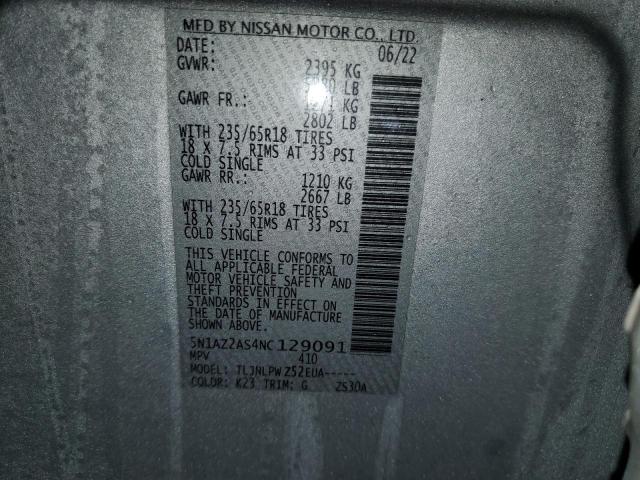 MFD BY NISSAN MOTOR CO., LTD.
DATE: 06/22
GVWR: 2395 KG
LB
GAWR FR.: KG
2802 LB
WITH 235/65R18 TIRES
18 X 7.5 RIMS AT 33 PSI
COLD SINGLE
GAWR RR.: 1210 KG
2667 LB
WITH 235/65R18 TIRES
18 X 7.5 RIMS AT 33 PSI
COLD SINGLE
THIS VEHICLE CONFORMS TO
ALL APPLICABLE FEDERAL
MOTOR VEHICLE SAFETY AND
THEFT PREVENTION
STANDARDS IN EFFECT ON
THE DATE OF MANUFACTURE
SHOWN ABOVE
5N1AZ2AS4NC129091
MPV 410
MODEL: TLJNLPW Z52EUA-----
COLOR: K23 TRIM: G ZS30A